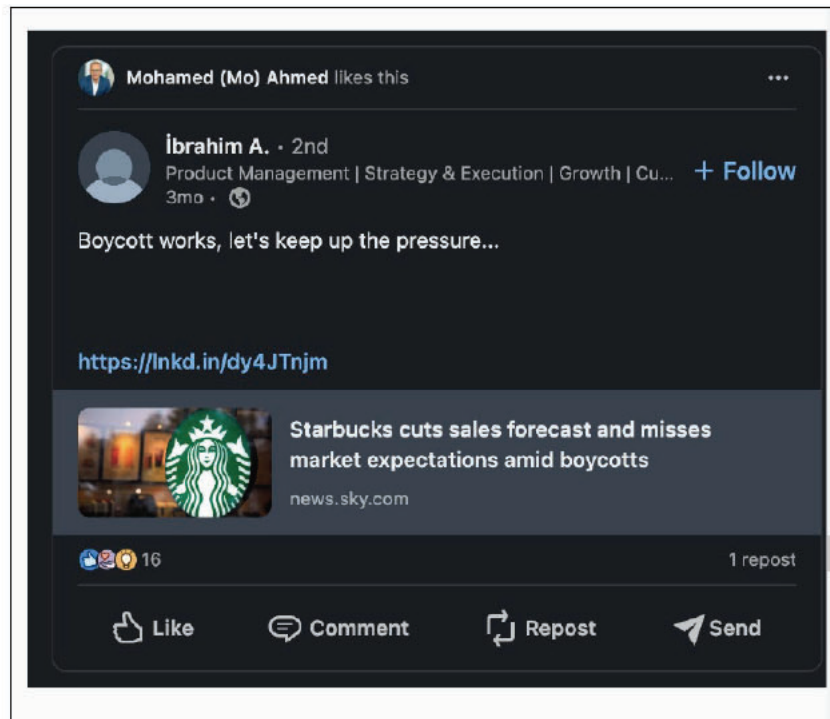 Mohamed (Mo) Ahmed likes this
İbrahim A. · 2nd
Product Management | Strategy & Execution | Growth | Cu...
+ Follow
3mo ·
Boycott works, let's keep up the pressure...
https://lnkd.in/dy4JTnjm
Starbucks cuts sales forecast and misses
market expectations amid boycotts
news.sky.com
16
1 repost
Like
Comment
Repost
Send